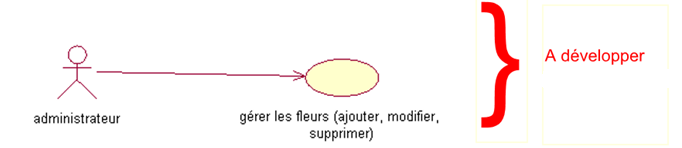 A développer
administrateur
gérer les fleurs (ajouter, modifier,
supprimer)